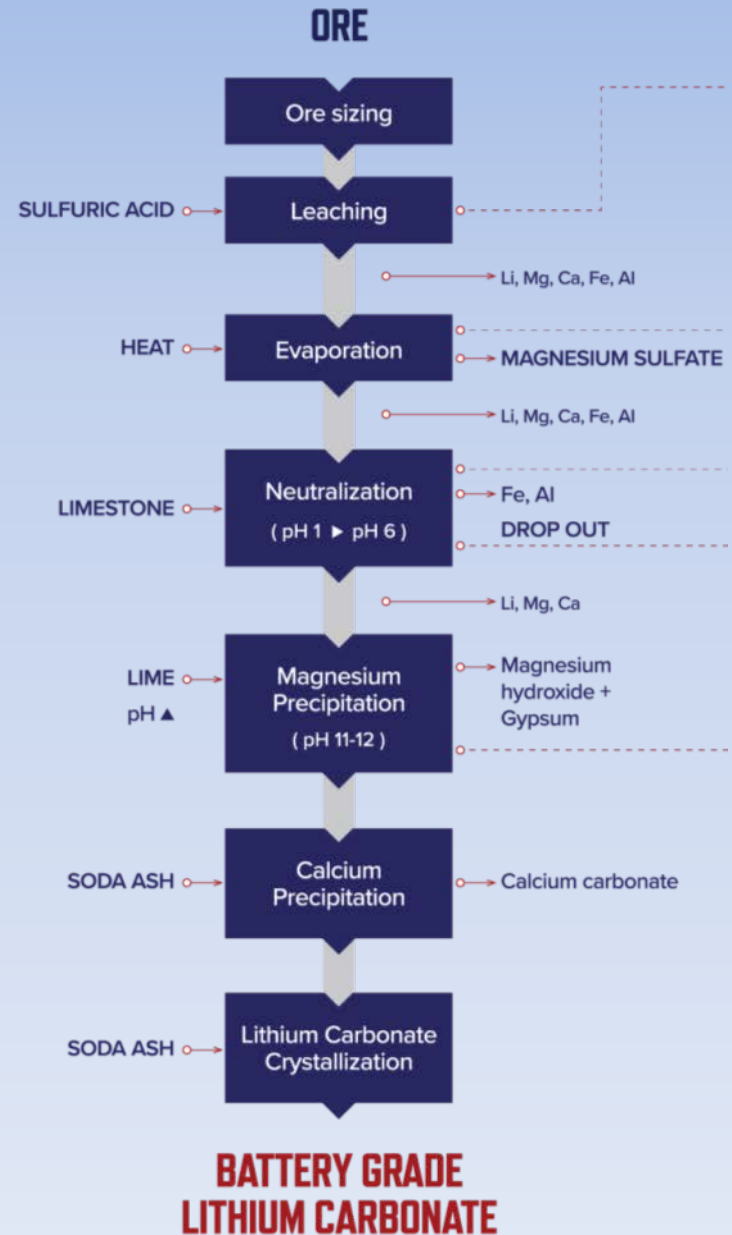 ORE
Ore sizing
SULFURIC ACID
Leaching
Li, Mg, Ca, Fe, Al
HEAT
Evaporation
MAGNESIUM SULFATE
Li, Mg, Ca, Fe, Al
LIMESTONE
Neutralization
( pH 1 ► pH 6 )
Fe, Al
DROP OUT
Li, Mg, Ca
LIME
pH ▲
Magnesium
Precipitation
( pH 11-12 )
Magnesium
hydroxide +
Gypsum
SODA ASH
Calcium
Precipitation
Calcium carbonate
SODA ASH
Lithium Carbonate
Crystallization
BATTERY GRADE
LITHIUM CARBONATE